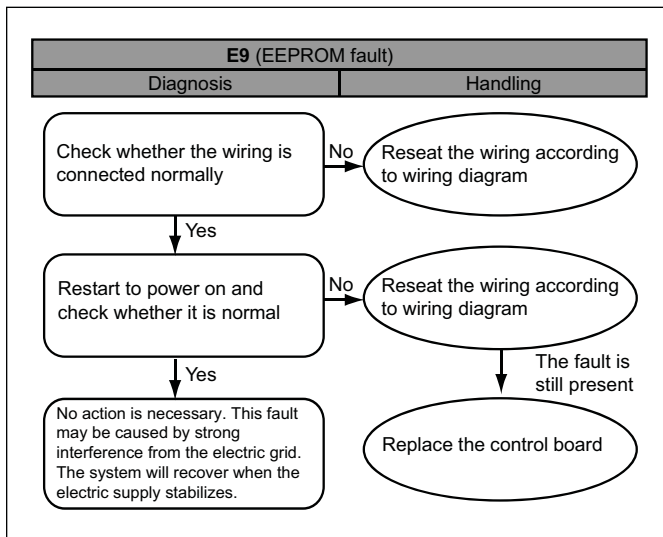 E9 (EEPROM fault)
Diagnosis
Handling
Check whether the wiring is
connected normally
No
Reseat the wiring according
to wiring diagram
Yes
Restart to power on and
check whether it is normal
No
Reseat the wiring according
to wiring diagram
Yes
The fault is
still present
No action is necessary. This fault
may be caused by strong
interference from the electric grid.
The system will recover when the
electric supply stabilizes.
Replace the control board